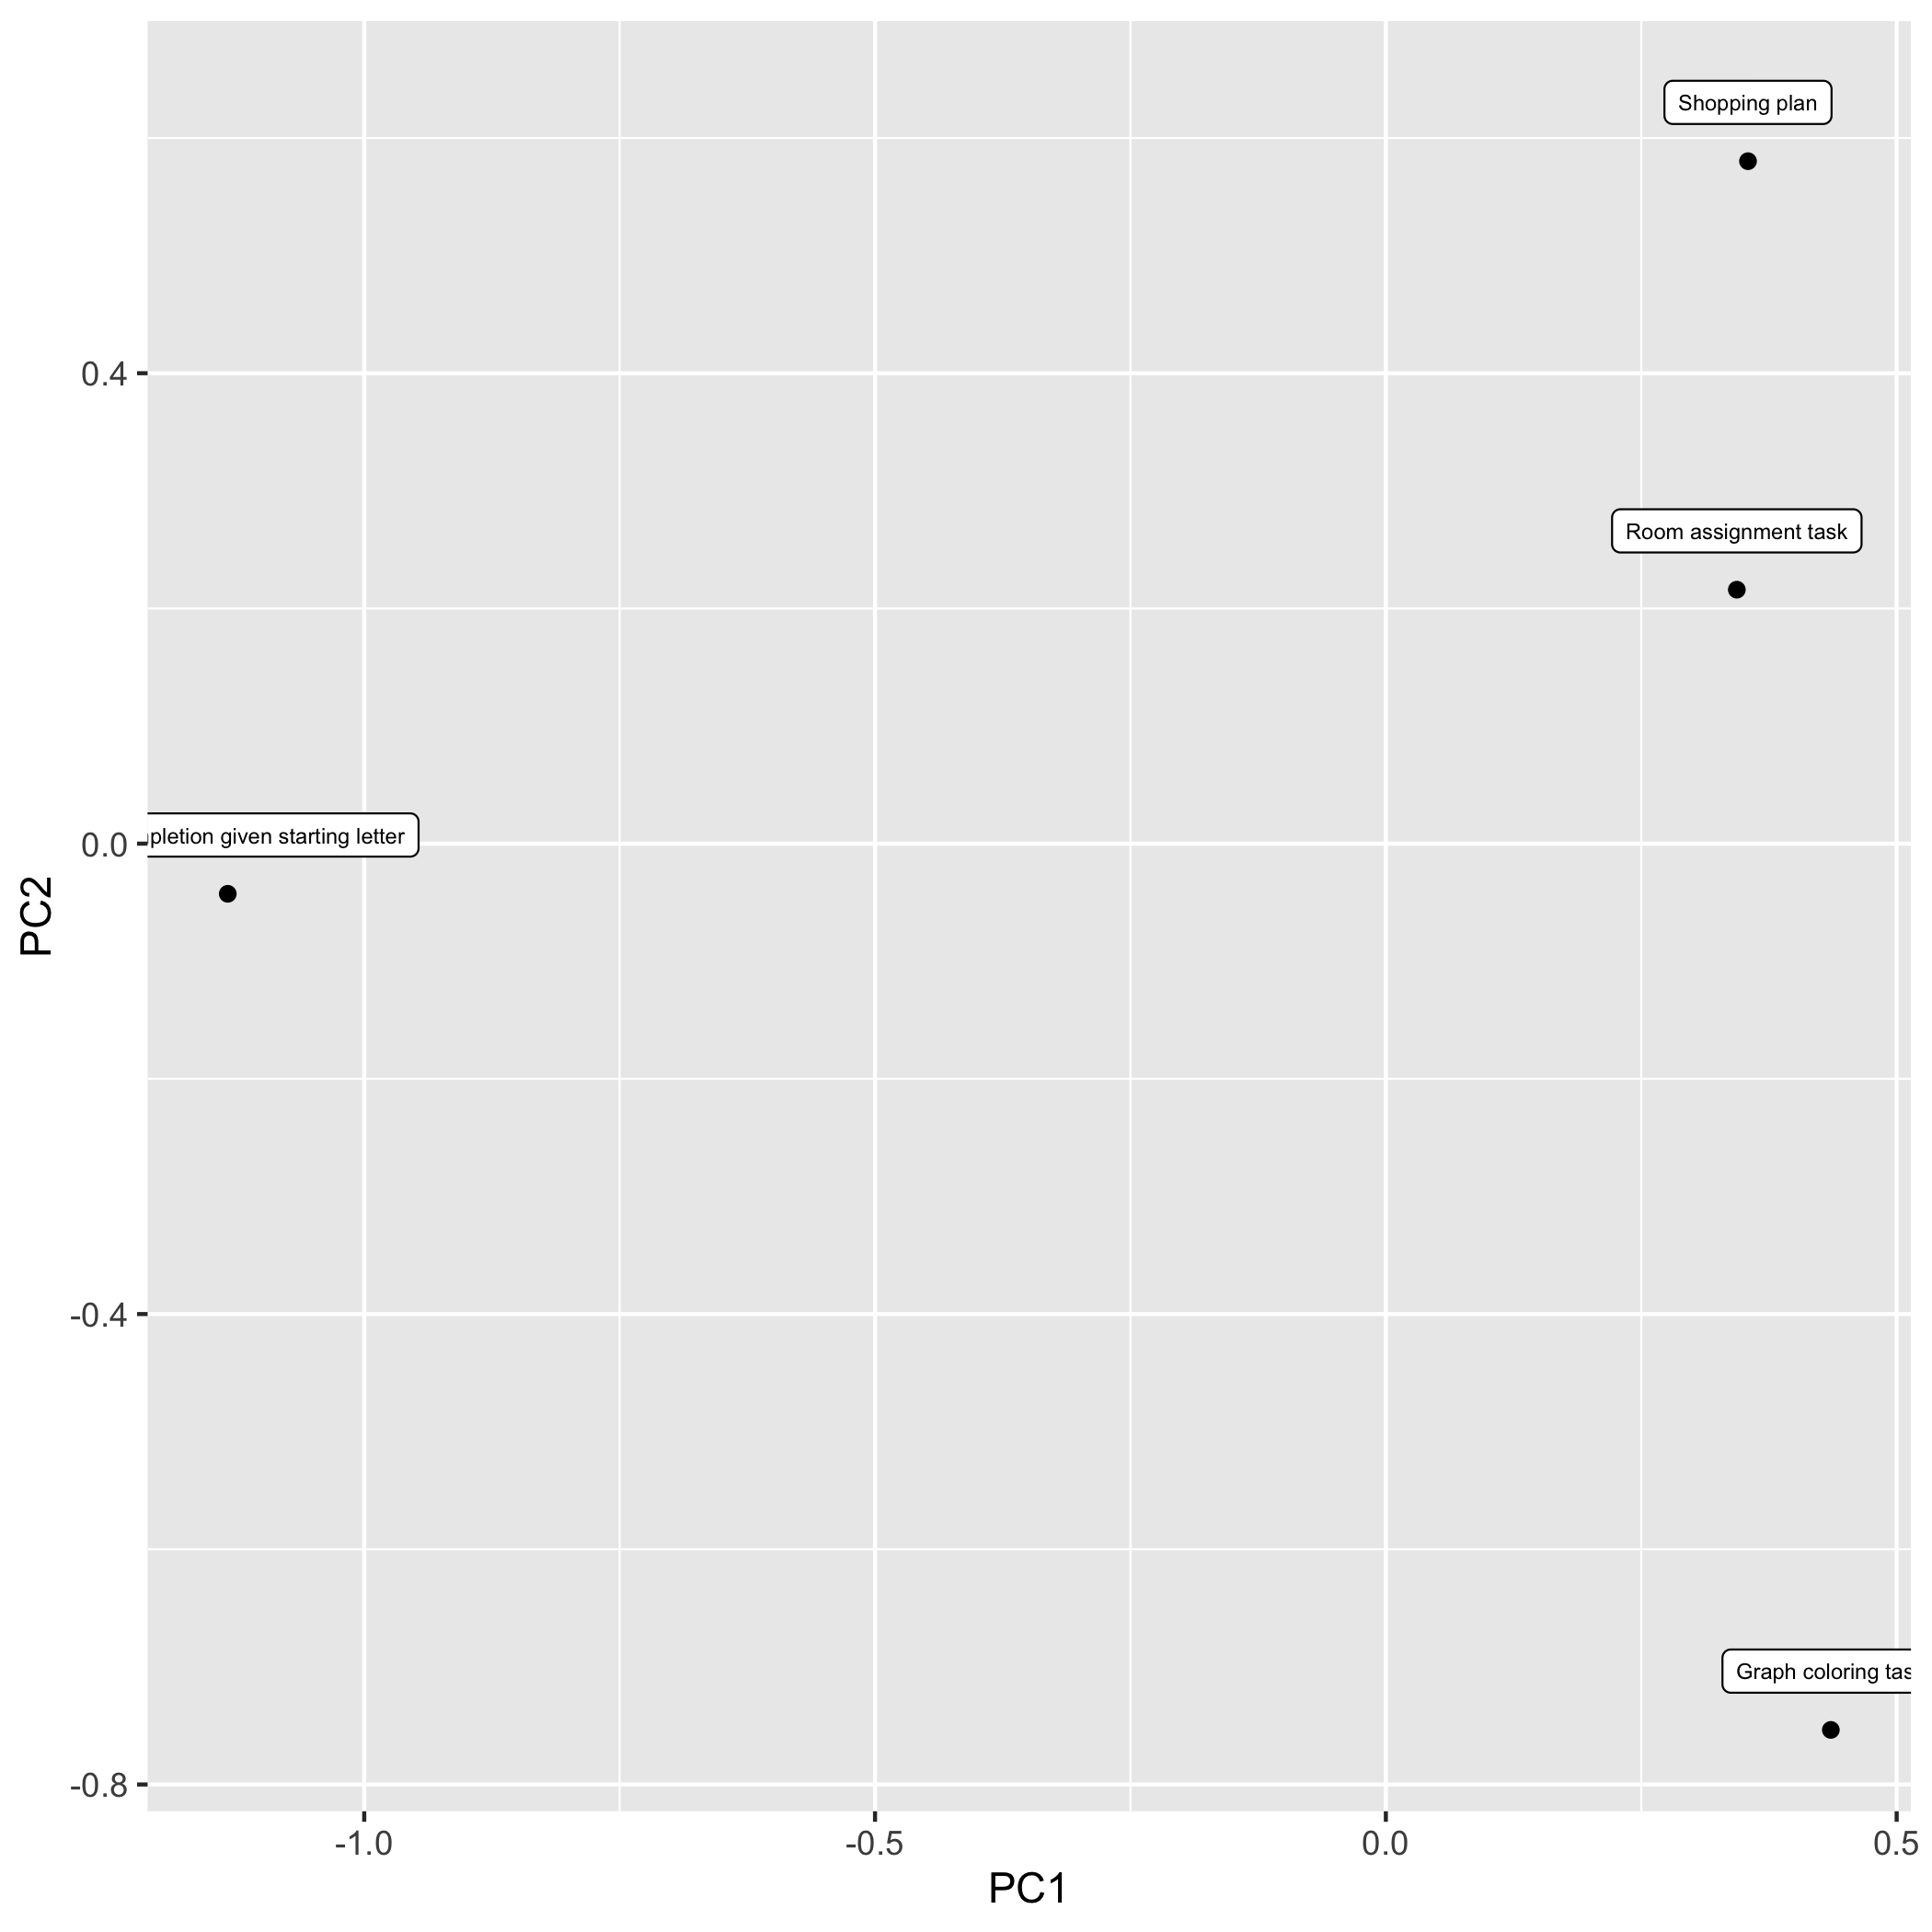 Shopping plan
0.4
Room assignment task
pletion given starting letter
0.0
PC2
-0.4
Graph coloring tas
-0.8
-1.0
-0.5
0.0
0.5
PC1